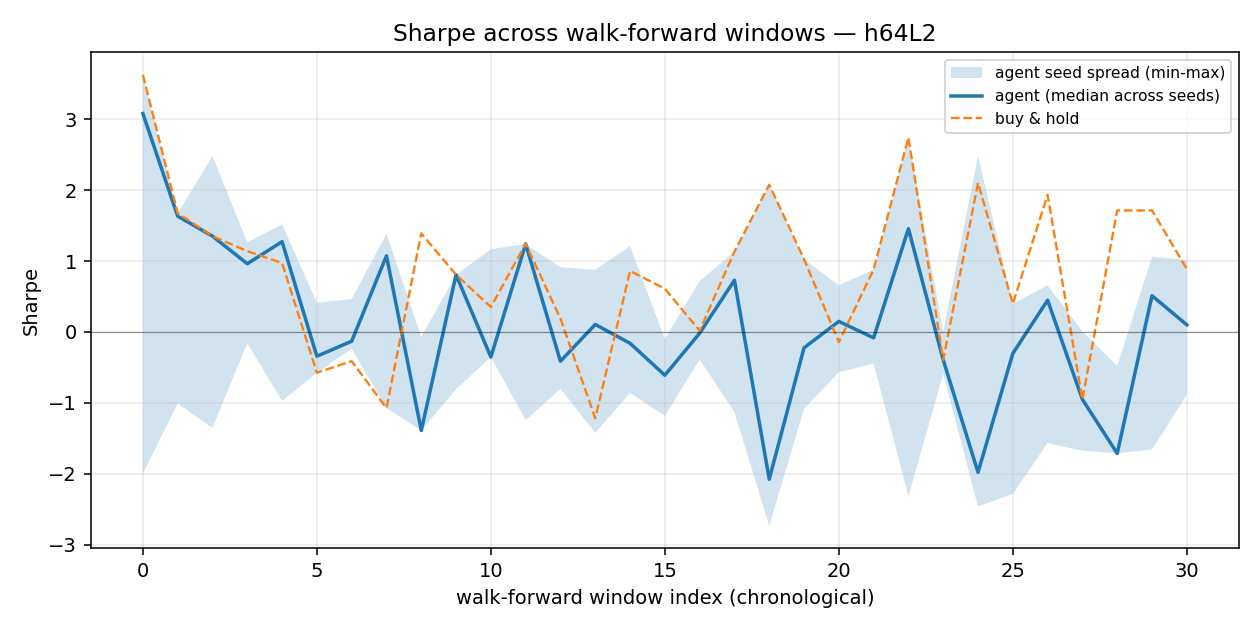 Sharpe across walk-forward windows — h64L2
agent seed spread (min-max)
agent (median across seeds)
buy & hold
Sharpe
3
2
1
0
−1
−2
−3
0 5 10 15 20 25 30
walk-forward window index (chronological)